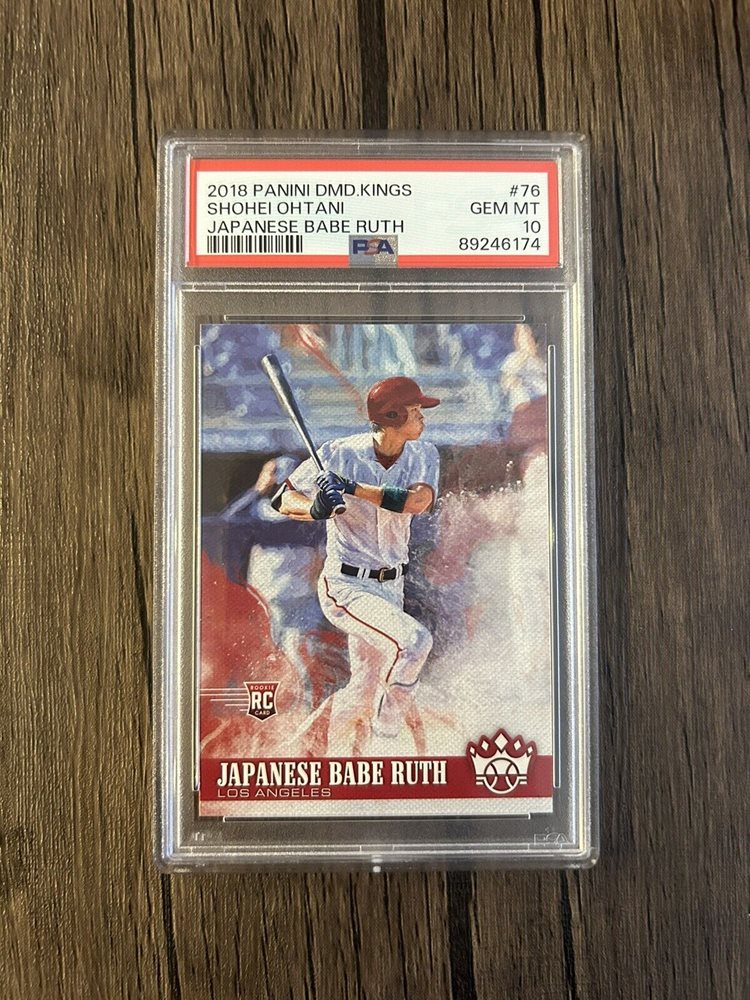 2018 PANINI DMD.KINGS #76
SHOHEI OHTANI GEM MT
JAPANESE BABE RUTH 10
PSA 89246174
ROOKIE
RC
CARD
JAPANESE BABE RUTH
LOS ANGELES
PSA